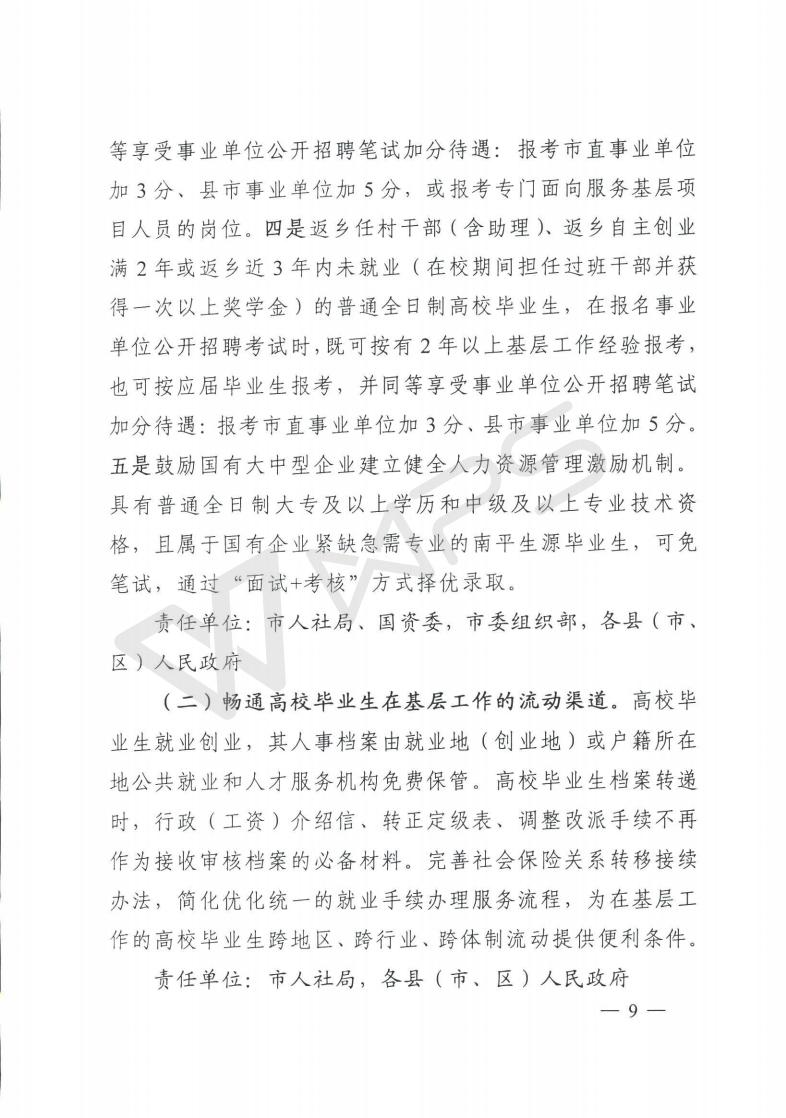 等享受事业单位公开招聘笔试加分待遇：报考市直事业单位
加3分、县市事业单位加5分，或报考专门面向服务基层项
目人员的岗位。四是返乡任村干部（含助理）、返乡自主创业
满2年或返乡近3年内未就业（在校期间担任过班干部并获
得一次以上奖学金）的普通全日制高校毕业生，在报名事业
单位公开招聘考试时，既可按有2年以上基层工作经验报考，
也可按应届毕业生报考，并同等享受事业单位公开招聘笔试
加分待遇：报考市直事业单位加3分、县市事业单位加5分。
五是鼓励国有大中型企业建立健全人力资源管理激励机制。
具有普通全日制大专及以上学历和中级及以上专业技术资
格，且属于国有企业紧缺急需专业的南平生源毕业生，可免
笔试，通过“面试+考核”方式择优录取。
责任单位：市人社局、国资委，市委组织部，各县（市、
区）人民政府
（二）畅通高校毕业生在基层工作的流动渠道。高校毕
业生就业创业，其人事档案由就业地（创业地）或户籍所在
地公共就业和人才服务机构免费保管。高校毕业生档案转递
时，行政（工资）介绍信、转正定级表、调整改派手续不再
作为接收审核档案的必备材料。完善社会保险关系转移接续
办法，简化优化统一的就业手续办理服务流程，为在基层工
作的高校毕业生跨地区、跨行业、跨体制流动提供便利条件。
责任单位：市人社局，各县（市、区）人民政府
— 9 —
WPS